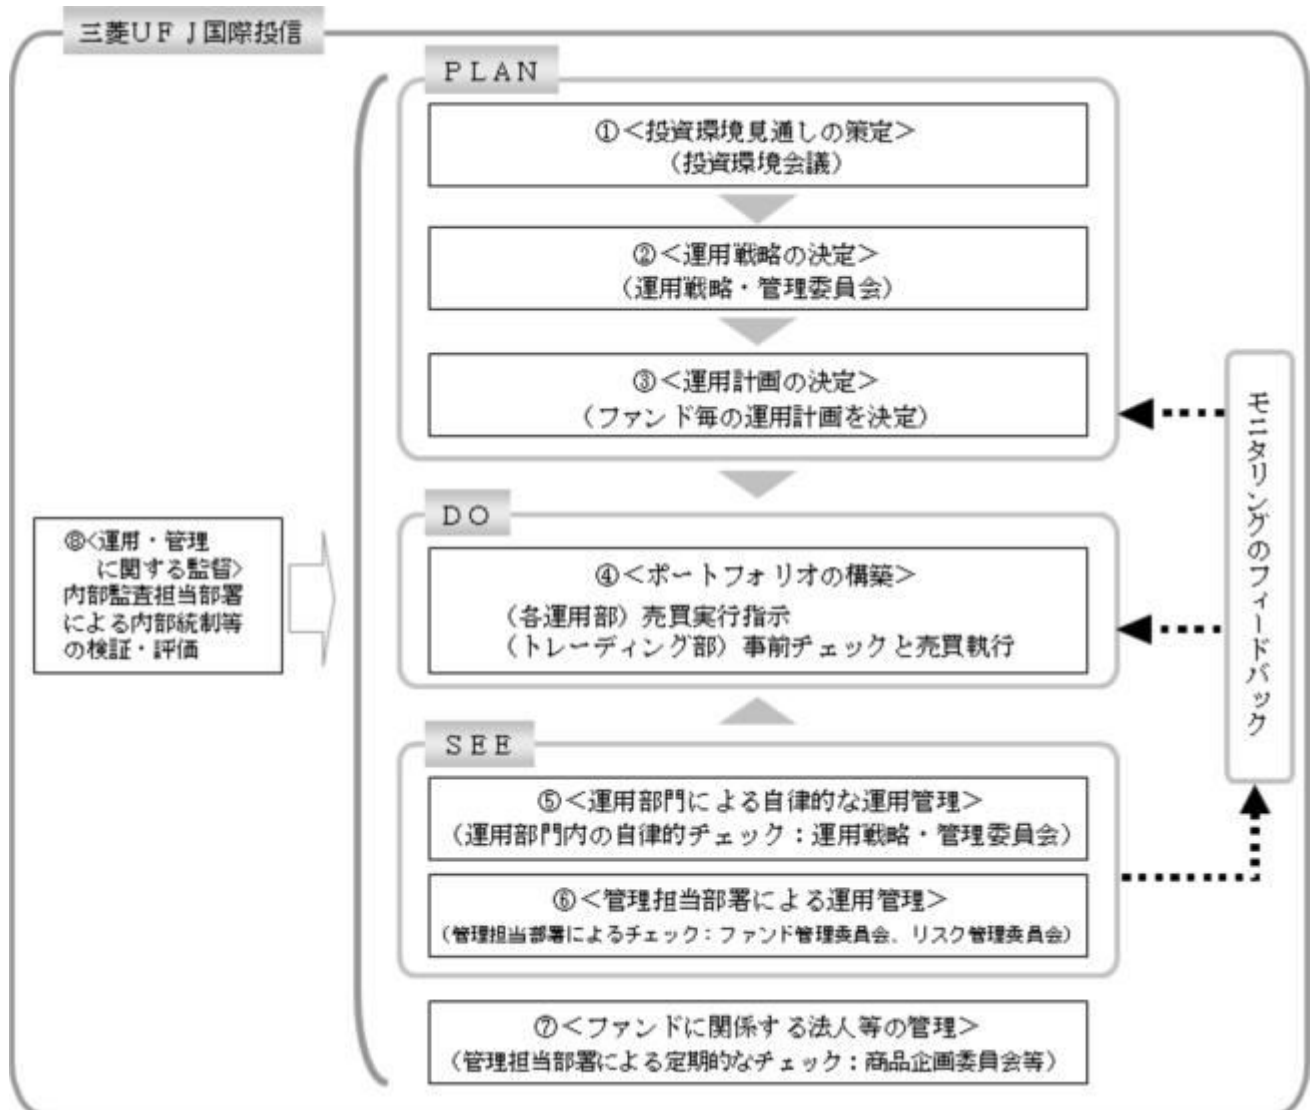 三菱UFJ国際投信
PLAN
①<投資環境見通しの策定>
(投資環境会議)
②<運用戦略の決定>
(運用戦略・管理委員会)
③<運用計画の決定>
(ファンド毎の運用計画を決定)
DO
④<ポートフォリオの構築>
(各運用部)売買実行指示
(トレーディング部)事前チェックと売買執行
SEE
⑤<運用部門による自律的な運用管理>
(運用部門内の自律的チェック:運用戦略・管理委員会)
⑥<管理担当部署による運用管理>
(管理担当部署によるチェック:ファンド管理委員会、リスク管理委員会)
⑦<ファンドに関係する法人等の管理>
(管理担当部署による定期的なチェック:商品企画委員会等)
⑧<運用・管理
に関する監督>
内部監査担当部署
による内部統制等
の検証・評価
モニタリングのフィードバック